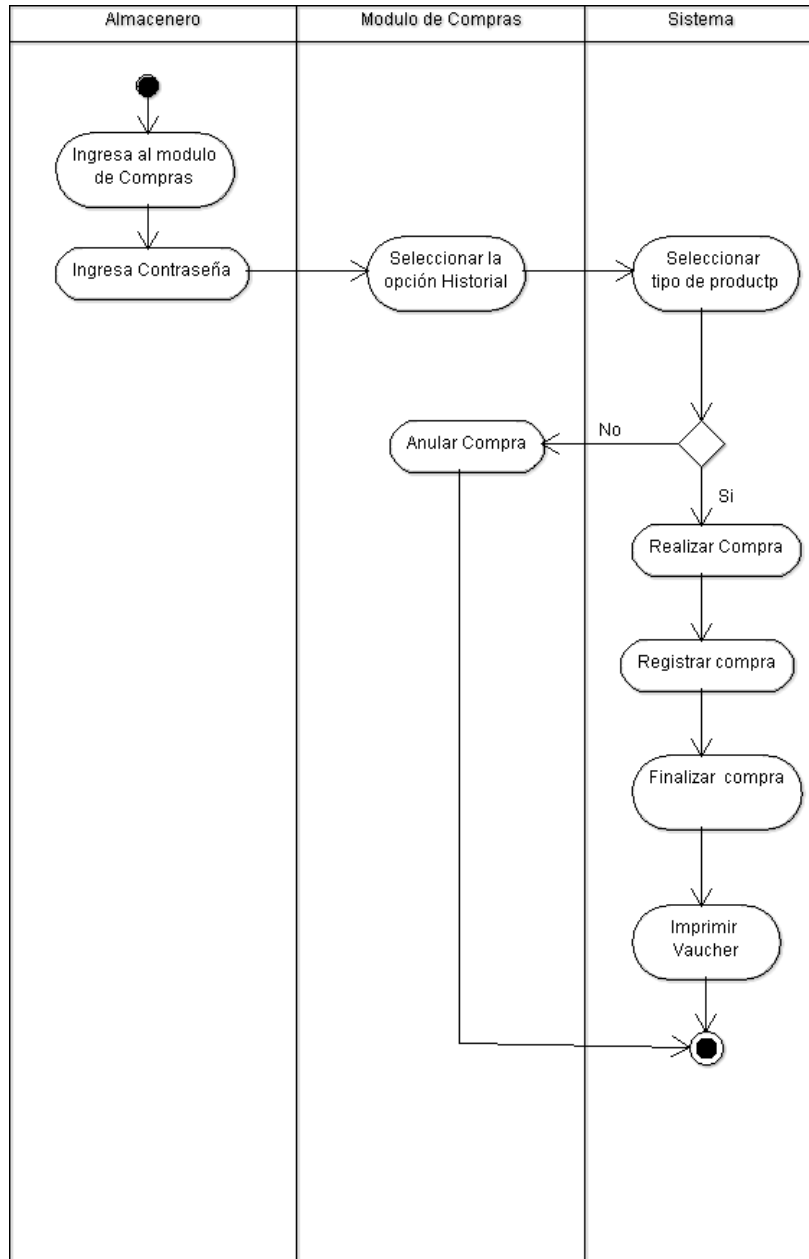 Almacenero
Modulo de Compras
Sistema
Ingresa al modulo
de Compras
Ingresa Contraseña
Seleccionar la
opción Historial
Seleccionar
tipo de productp
Anular Compra
No
Si
Realizar Compra
Registrar compra
Finalizar compra
Imprimir
Vaucher